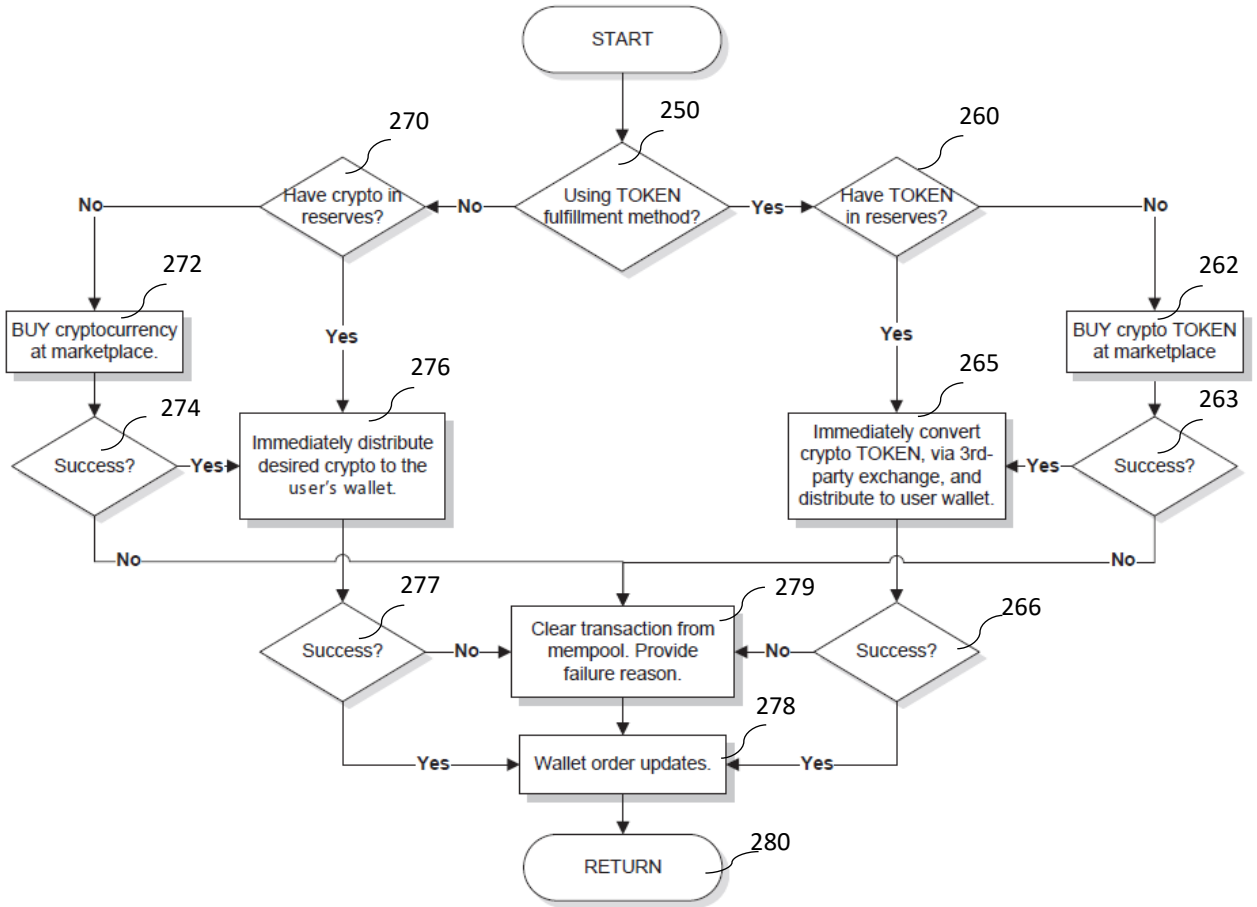 START
270
250
260
Have crypto in
reserves?
Using TOKEN
fulfillment method?
Have TOKEN
in reserves?
No
No
Yes
No
272
262
BUY cryptocurrency
at marketplace.
Yes
Yes
BUY crypto TOKEN
at marketplace
276
265
274
263
Success?
Yes
Immediately distribute
desired crypto to the
user's wallet.
Immediately convert
crypto TOKEN, via 3rd-
party exchange, and
distribute to user wallet.
Yes
Success?
No
No
277
279
266
Success?
No
Clear transaction from
mempool. Provide
failure reason.
No
Success?
278
Yes
Wallet order updates.
Yes
RETURN
280